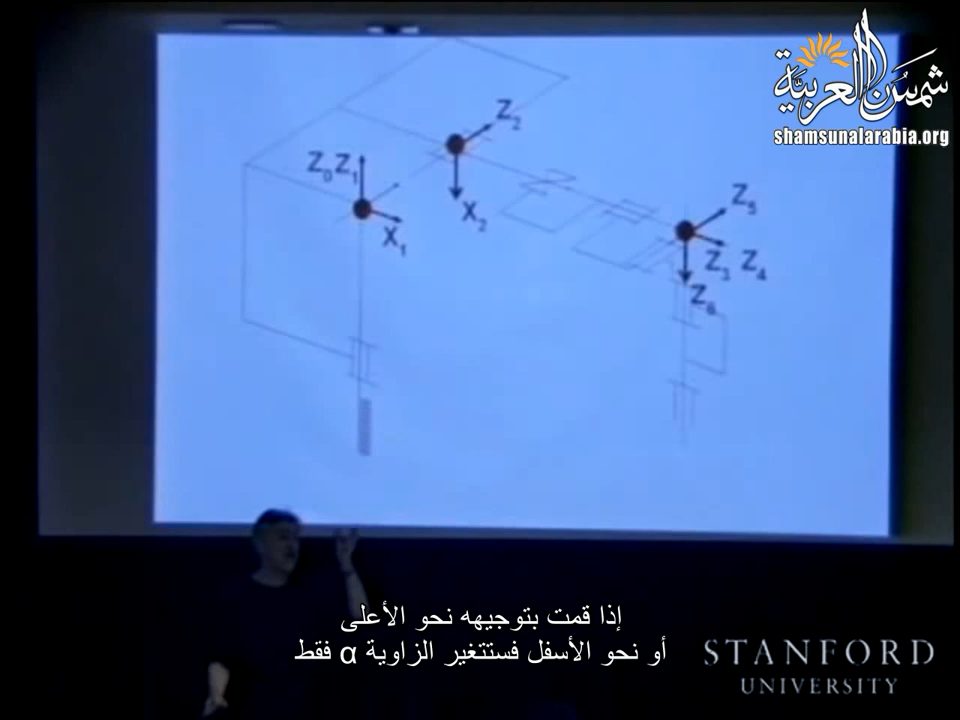 شمسُ العربيّة
shamsunalarabia.org
Z₂
Z₀ Z₁
X₂
X₁
Z₅
Z₃ Z₄
Z₆
إذا قمت بتوجيهه نحو الأعلى
أو نحو الأسفل فستتغير الزاوية α فقط
STANFORD
UNIVERSITY